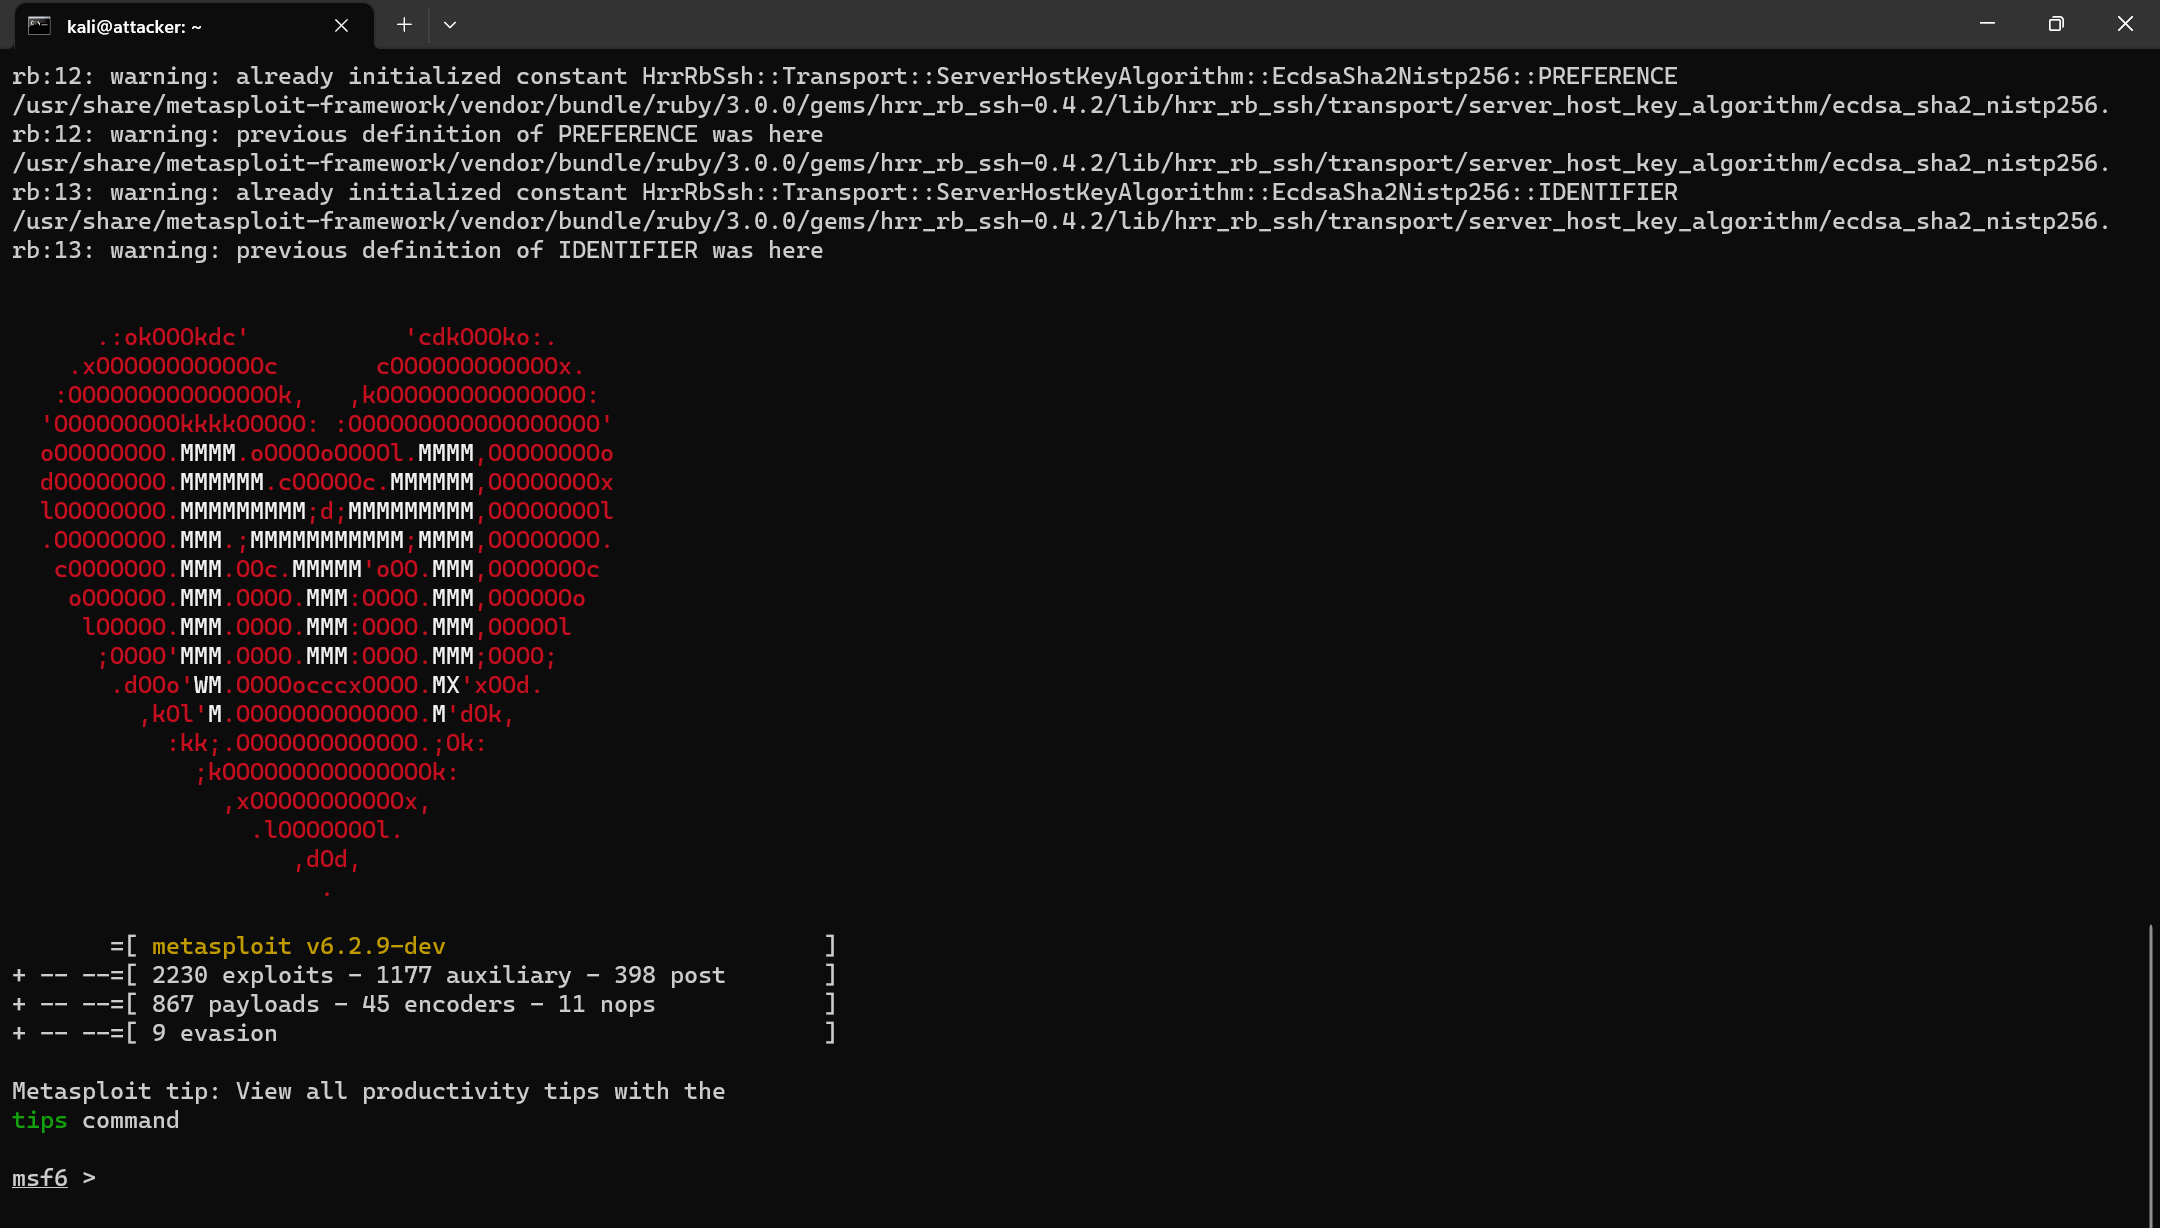 kali@attacker: ~
rb:12: warning: already initialized constant HrrRbSsh::Transport::ServerHostKeyAlgorithm::EcdsaSha2Nistp256::PREFERENCE
/usr/share/metasploit-framework/vendor/bundle/ruby/3.0.0/gems/hrr_rb_ssh-0.4.2/lib/hrr_rb_ssh/transport/server_host_key_algorithm/ecdsa_sha2_nistp256.
rb:12: warning: previous definition of PREFERENCE was here
/usr/share/metasploit-framework/vendor/bundle/ruby/3.0.0/gems/hrr_rb_ssh-0.4.2/lib/hrr_rb_ssh/transport/server_host_key_algorithm/ecdsa_sha2_nistp256.
rb:13: warning: already initialized constant HrrRbSsh::Transport::ServerHostKeyAlgorithm::EcdsaSha2Nistp256::IDENTIFIER
/usr/share/metasploit-framework/vendor/bundle/ruby/3.0.0/gems/hrr_rb_ssh-0.4.2/lib/hrr_rb_ssh/transport/server_host_key_algorithm/ecdsa_sha2_nistp256.
rb:13: warning: previous definition of IDENTIFIER was here
      .:okOOOkdc'           'cdkOOOko:.
    .xOOOOOOOOOOOOc       cOOOOOOOOOOOOx.
   :OOOOOOOOOOOOOOOk,   ,kOOOOOOOOOOOOOOO:
  'OOOOOOOOOkkkkOOOOO: :OOOOOOOOOOOOOOOOOO'
  oOOOOOOOO.MMMM.oOOOOoOOOOl.MMMM,OOOOOOOOo
  dOOOOOOOO.MMMMMM.cOOOOOc.MMMMMM,OOOOOOOOx
  lOOOOOOOO.MMMMMMMMM;d;MMMMMMMMM,OOOOOOOOl
  .OOOOOOOO.MMM.;MMMMMMMMMMM;MMMM,OOOOOOOO.
   cOOOOOOO.MMM.OOc.MMMMM'oOO.MMM,OOOOOOOc
    oOOOOOO.MMM.OOOO.MMM:OOOO.MMM,OOOOOOo
     lOOOOO.MMM.OOOO.MMM:OOOO.MMM,OOOOOl
      ;OOOO'MMM.OOOO.MMM:OOOO.MMM;OOOO;
       .dOOo'WM.OOOOocccxOOOO.MX'xOOd.
         ,kOl'M.OOOOOOOOOOOOO.M'dOk,
           :kk;.OOOOOOOOOOOOO.;Ok:
             ;kOOOOOOOOOOOOOOOk:
               ,xOOOOOOOOOOOx,
                 .lOOOOOOOl.
                    ,dOd,
                      .
       =[ metasploit v6.2.9-dev                           ]
+ -- --=[ 2230 exploits - 1177 auxiliary - 398 post       ]
+ -- --=[ 867 payloads - 45 encoders - 11 nops            ]
+ -- --=[ 9 evasion                                       ]
Metasploit tip: View all productivity tips with the
tips command
msf6 >